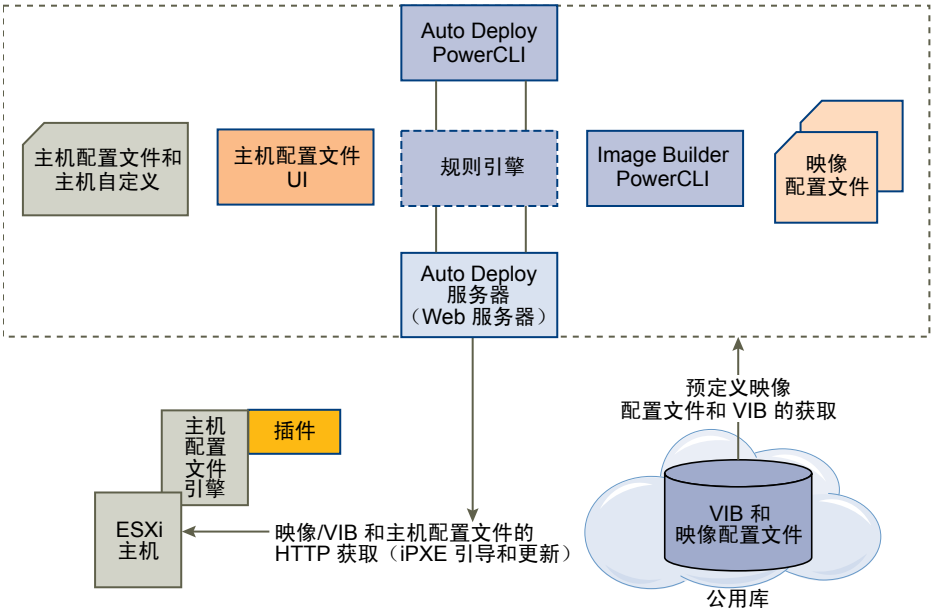 Auto Deploy
PowerCLI
主机配置文件和
主机自定义
主机配置文件
UI
规则引擎
Image Builder
PowerCLI
映像
配置文件
Auto Deploy
服务器
（Web 服务器）
预定义映像
配置文件和 VIB 的获取
主机
配置
文件
引擎
插件
ESXi
主机
映像/VIB 和主机配置文件的
HTTP 获取（iPXE 引导和更新）
VIB 和
映像配置文件
公用库